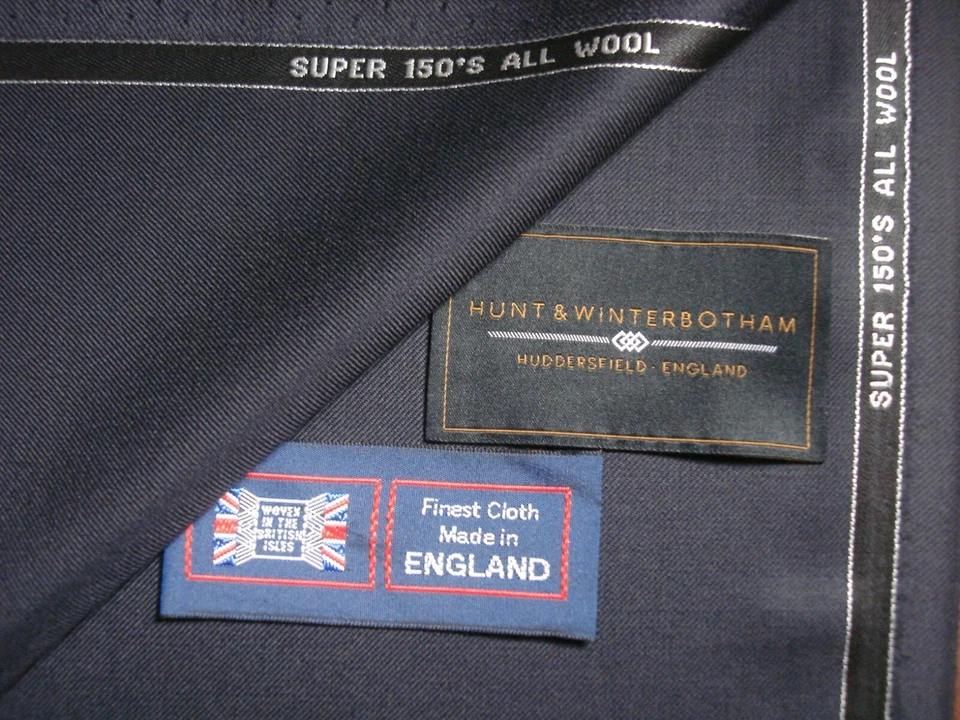 SUPER 150'S ALL WOOL
SUPER 150'S ALL WOOL
HUNT & WINTERBOTHAM
HUDDERSFIELD · ENGLAND
WOVEN
IN THE
BRITISH
ISLES
Finest Cloth
Made in
ENGLAND